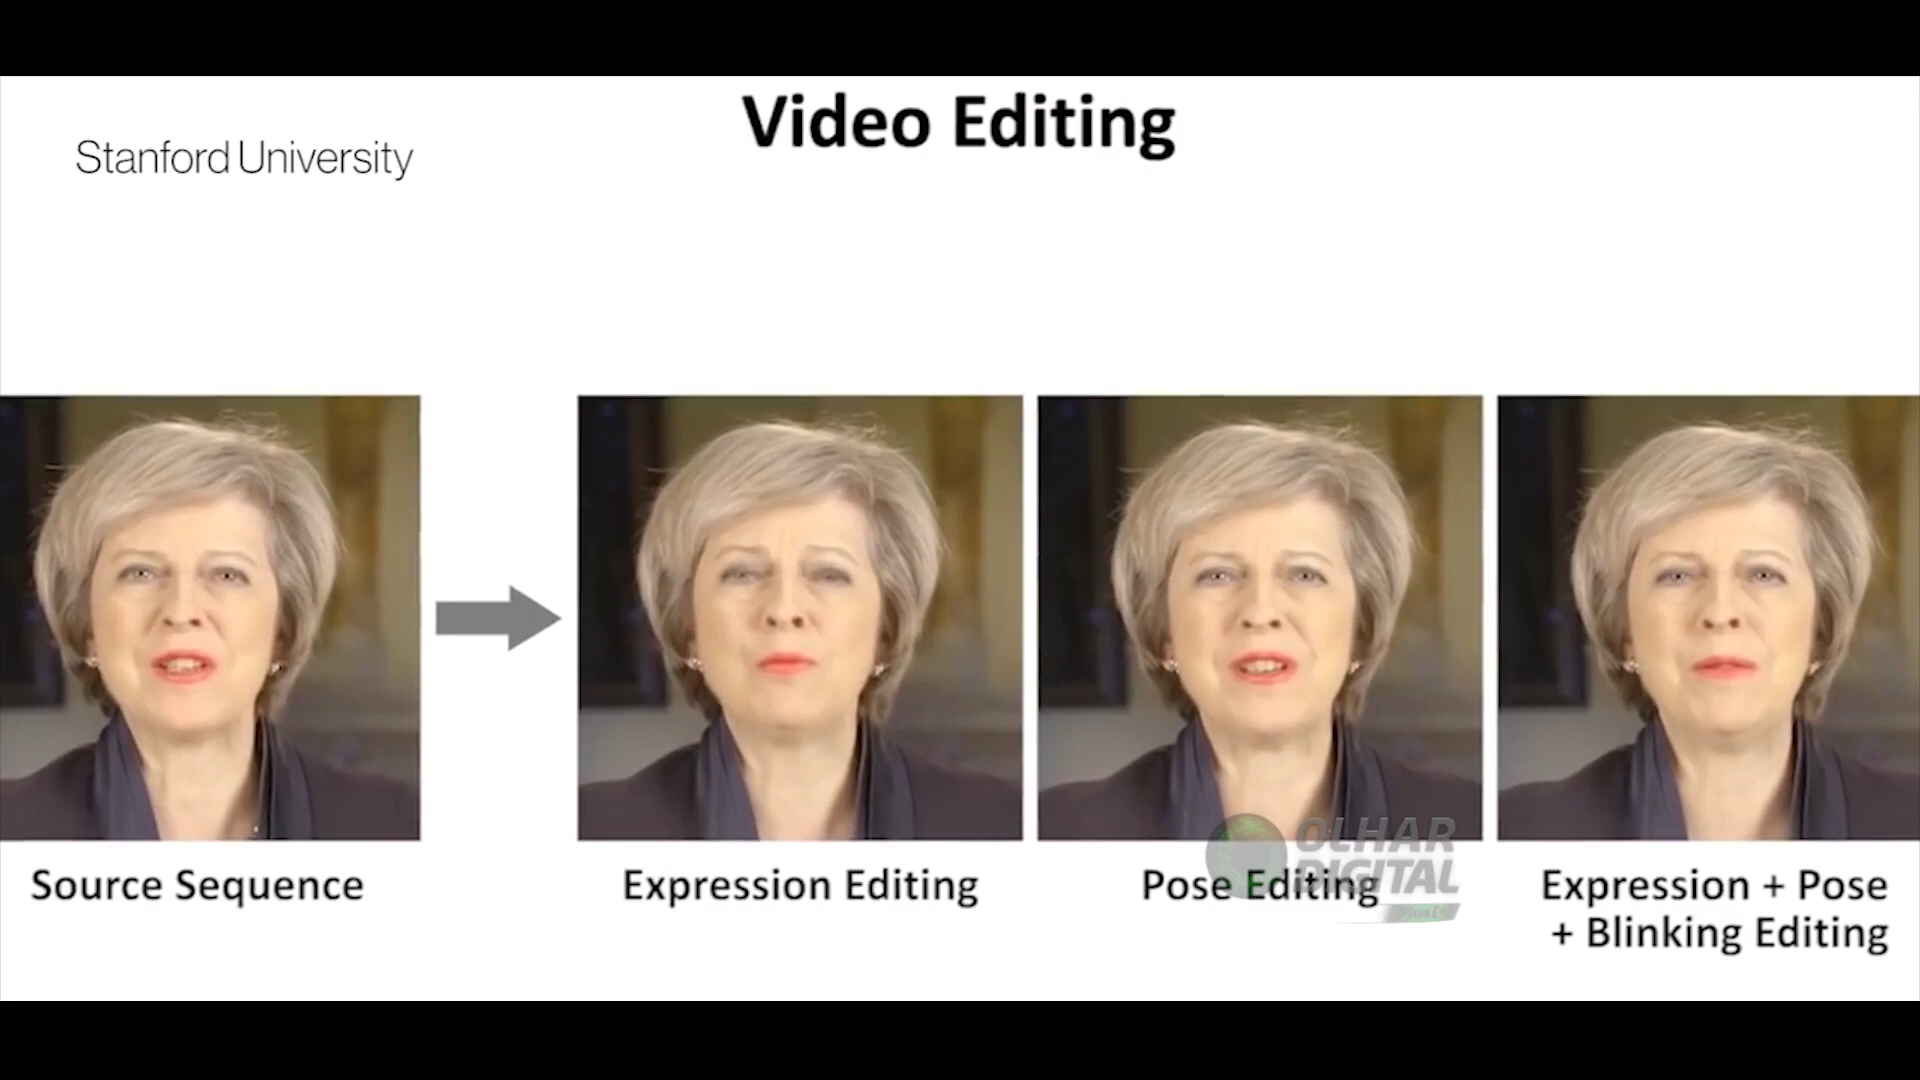 Video Editing
Stanford University
Source Sequence
Expression Editing
Pose Editing
Expression + Pose
+ Blinking Editing
OLHAR
DIGITAL